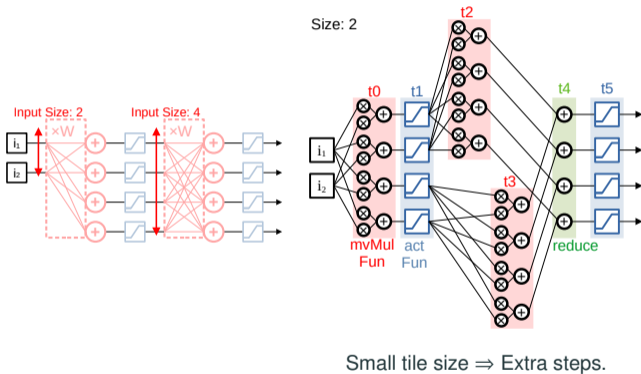 Input Size: 2
Input Size: 4
×W
×W
i₁
i₂
Size: 2
t0
t1
t2
t3
t4
t5
i₁
i₂
mvMul
Fun
act
Fun
reduce
Small tile size ⇒ Extra steps.